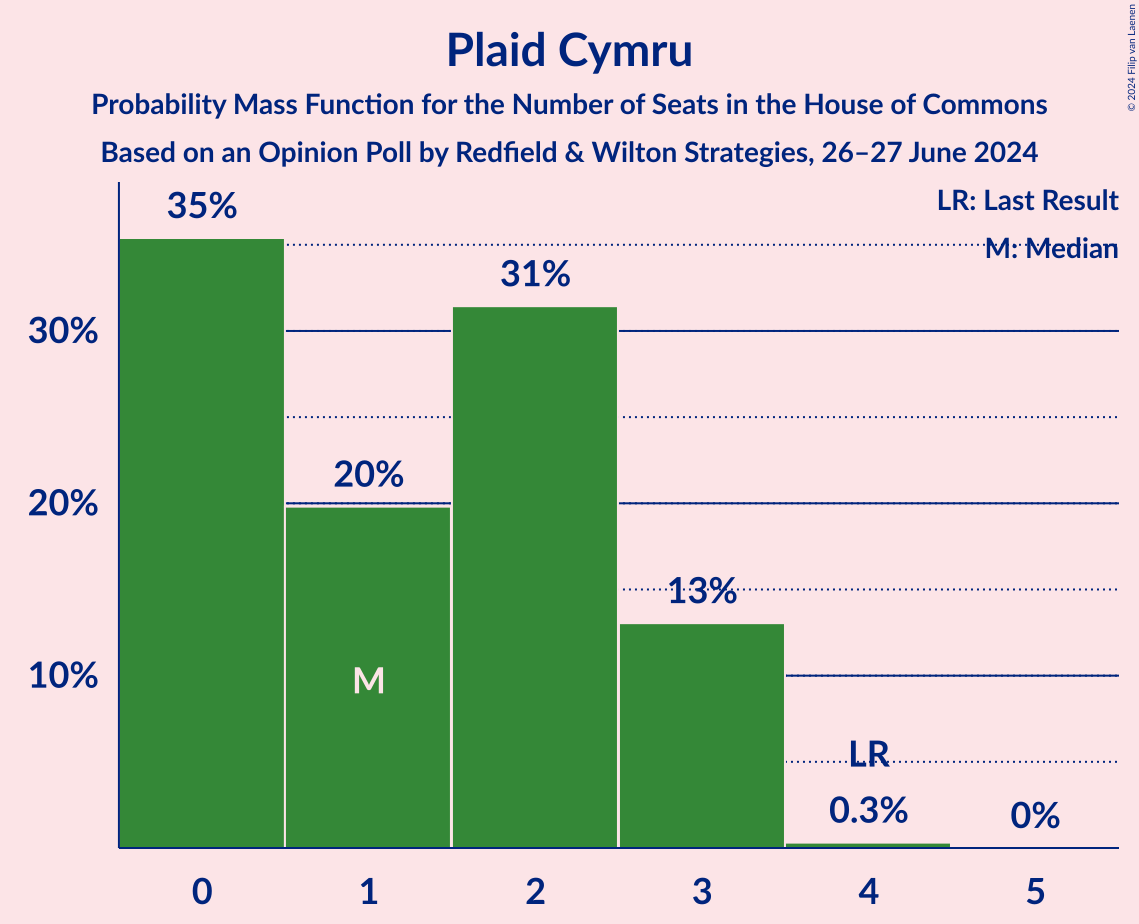 Plaid Cymru
Probability Mass Function for the Number of Seats in the House of Commons
Based on an Opinion Poll by Redfield & Wilton Strategies, 26–27 June 2024
© 2024 Filip van Laenen
LR: Last Result
M: Median
35%
31%
30%
20%
20%
13%
10%
M
LR
0.3%
0%
0 1 2 3 4 5